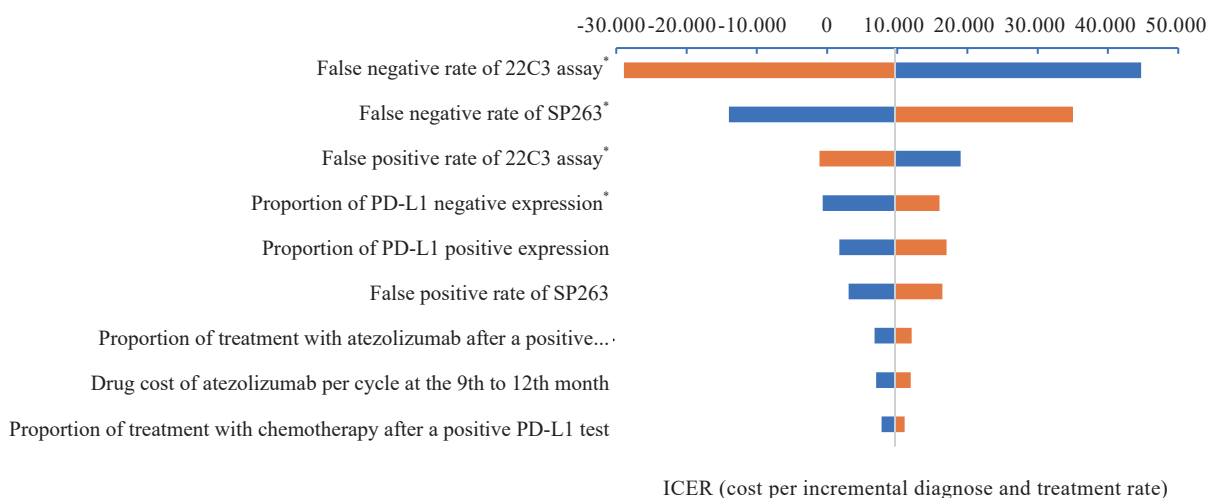 -30.000 -20.000 -10.000 0 10.000 20.000 30.000 40.000 50.000
False negative rate of 22C3 assay*
False negative rate of SP263*
False positive rate of 22C3 assay*
Proportion of PD-L1 negative expression*
Proportion of PD-L1 positive expression
False positive rate of SP263
Proportion of treatment with atezolizumab after a positive...
Drug cost of atezolizumab per cycle at the 9th to 12th month
Proportion of treatment with chemotherapy after a positive PD-L1 test
ICER (cost per incremental diagnose and treatment rate)